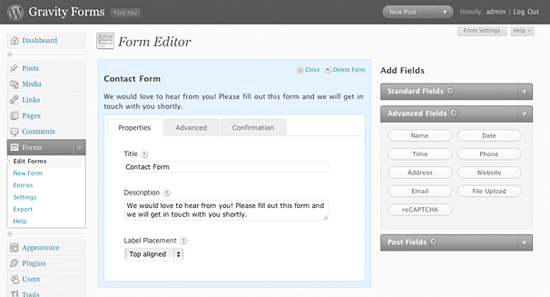 Gravity Forms
Visit Site
New Post
Howdy, admin | Log Out
Dashboard
Posts
Media
Links
Pages
Comments
Forms
Edit Forms
New Form
Entries
Settings
Export
Help
Appearance
Plugins
Users
Tools
Form Settings
Help
Form Editor
Close
Delete Form
Contact Form
We would love to hear from you! Please fill out this form and we will get in
touch with you shortly.
Properties
Advanced
Confirmation
Title
Contact Form
Description
We would love to hear from you! Please fill out this form and
we will get in touch with you shortly.
Label Placement
Top aligned
Add Fields
Standard Fields
Advanced Fields
Name
Date
Time
Phone
Address
Website
Email
File Upload
reCAPTCHA
Post Fields